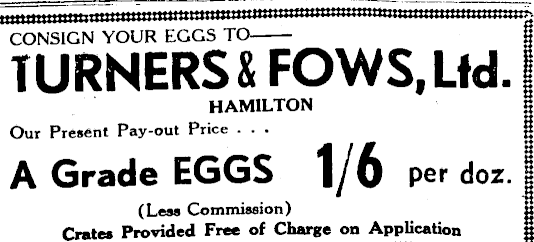 CONSIGN YOUR EGGS TO——
TURNERS & FOWS, Ltd.
HAMILTON
Our Present Pay-out Price . . .
A Grade EGGS 1/6 per doz.
(Less Commission)
Crates Provided Free of Charge on Application